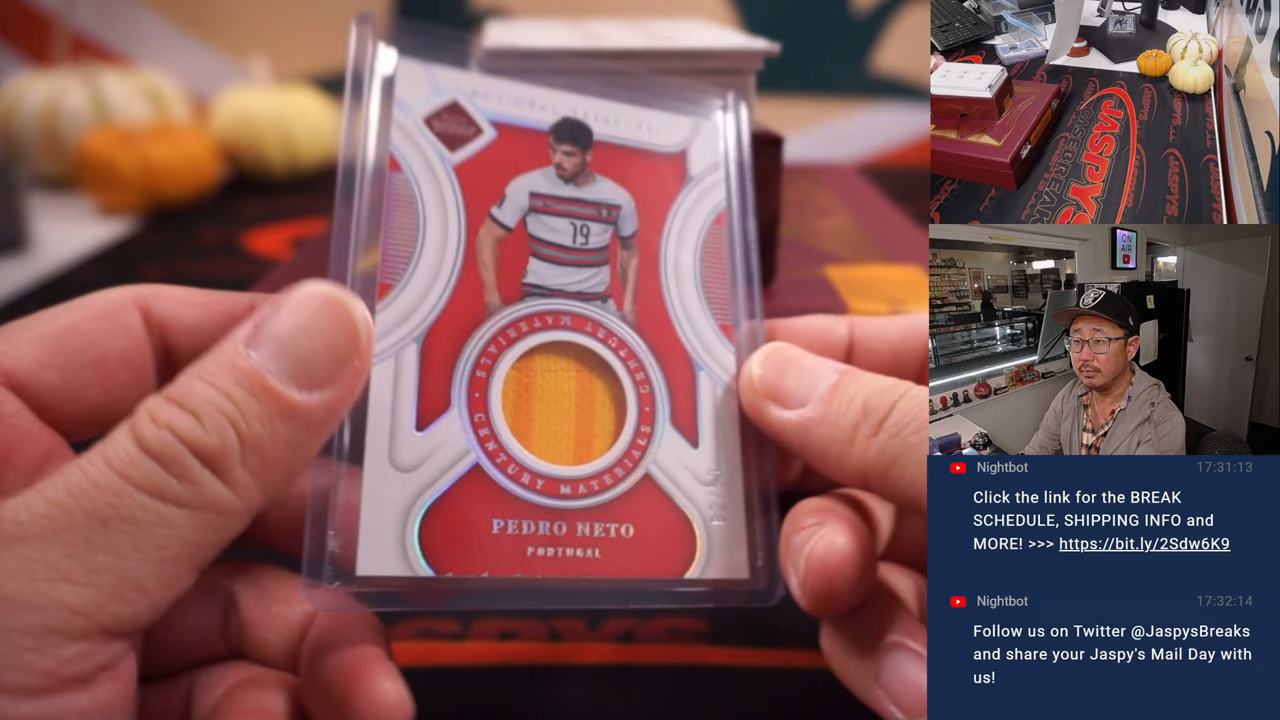 NATIONAL TREASURES
19
CENTURY MATERIALS · CENTURY MATERIALS ·
PEDRO NETO
PORTUGAL
JASPYS
CASEBREAKS
ON
AIR
Nightbot 17:31:13
Click the link for the BREAK
SCHEDULE, SHIPPING INFO and
MORE! >>> https://bit.ly/2Sdw6K9
Nightbot 17:32:14
Follow us on Twitter @JaspysBreaks
and share your Jaspy's Mail Day with
us!